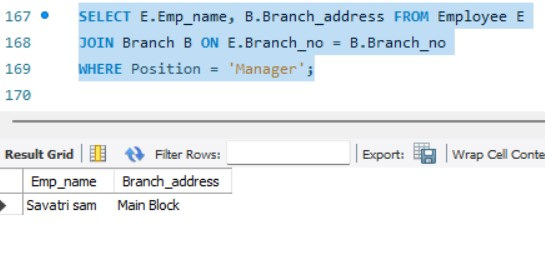 167 SELECT E.Emp_name, B.Branch_address FROM Employee E
168 JOIN Branch B ON E.Branch_no = B.Branch_no
169 WHERE Position = 'Manager';
170
Result Grid Filter Rows: Export: Wrap Cell Conte
Emp_name Branch_address
Savatri sam Main Block